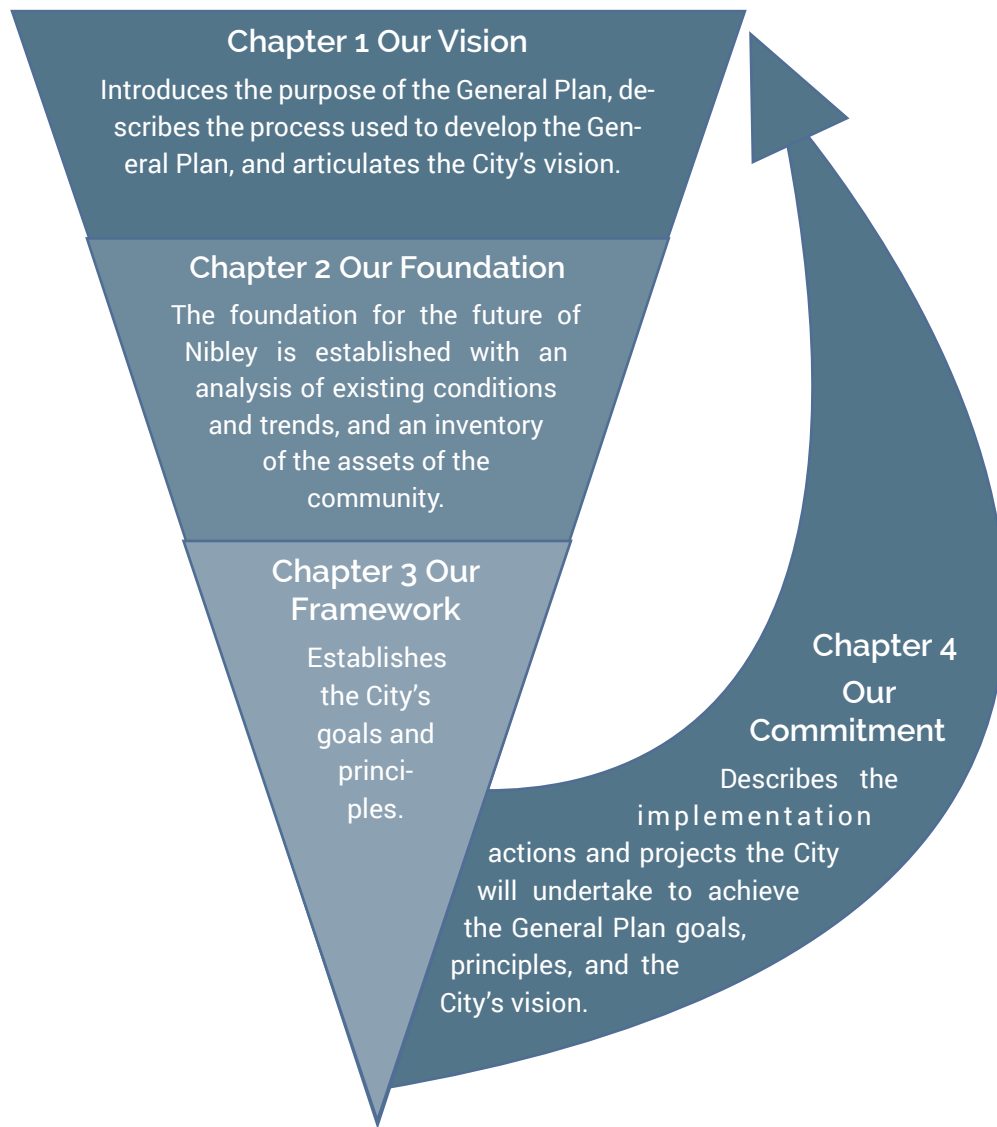 Chapter 1 Our Vision
Introduces the purpose of the General Plan, de-
scribes the process used to develop the Gen-
eral Plan, and articulates the City's vision.
Chapter 2 Our Foundation
The foundation for the future of
Nibley is established with an
analysis of existing conditions
and trends, and an inventory
of the assets of the
community.
Chapter 3 Our
Framework
Establishes
the City's
goals and
princi-
ples.
Chapter 4
Our
Commitment
Describes the
implementation
actions and projects the City
will undertake to achieve
the General Plan goals,
principles, and the
City's vision.